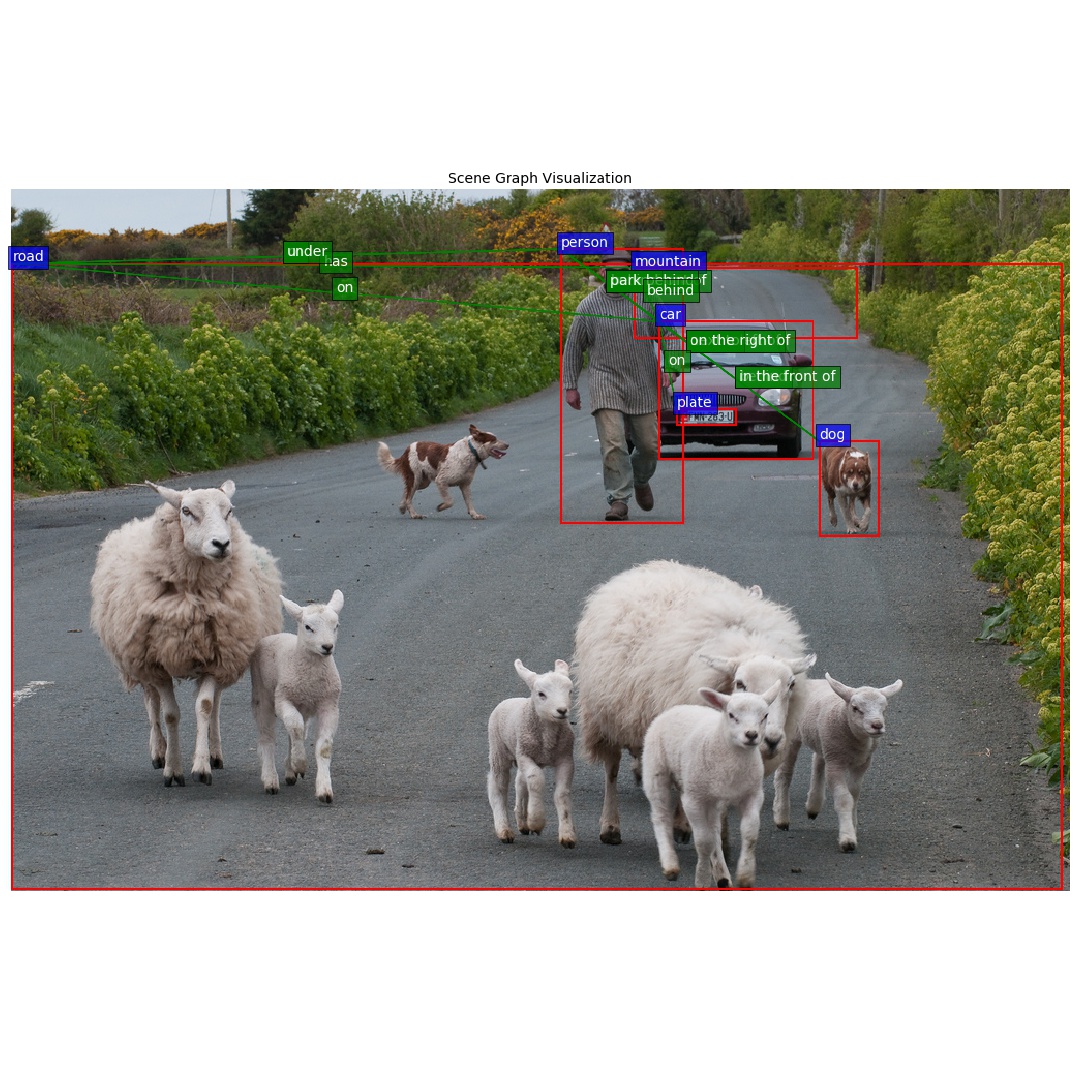 Scene Graph Visualization
person
under
road
has
mountain
park behind of
behind
on
car
on the right of
on
in the front of
plate
dog